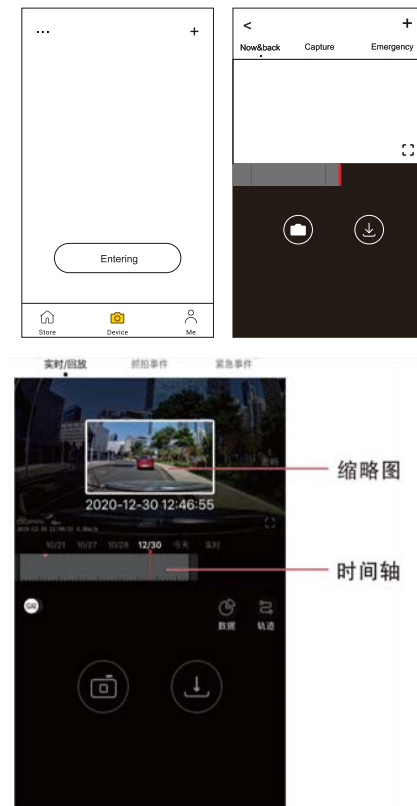 ...
+
Entering
Store
Device
Me
<
+
Now&back
Capture
Emergency
实时/回放
抓拍事件
紧急事件
缩略图
2020-12-30 12:46:55
10/21
10/27
10/28
12/30
今天
实时
时间轴
数据
轨迹